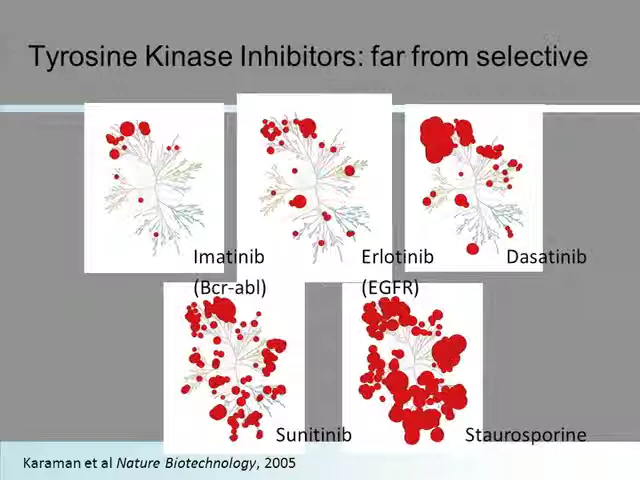 Tyrosine Kinase Inhibitors: far from selective
Imatinib
(Bcr-abl)
Erlotinib
(EGFR)
Dasatinib
Sunitinib
Staurosporine
Karaman et al Nature Biotechnology, 2005